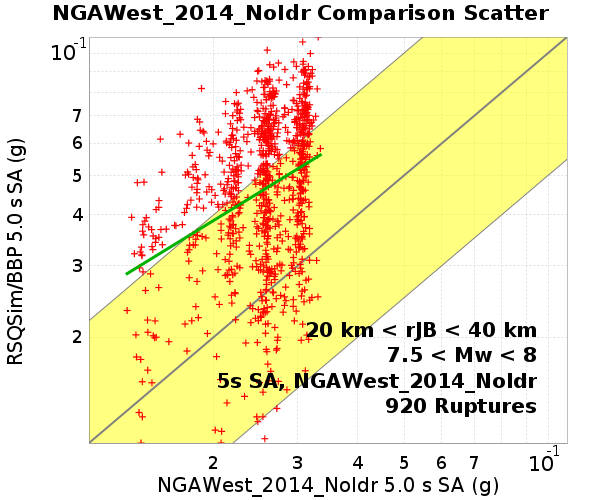 NGAWest_2014_NoIdr Comparison Scatter
10-1
7
6
5
4
3
2
RSQSim/BBP 5.0 s SA (g)
20 km < rJB < 40 km
7.5 < Mw < 8
5s SA, NGAWest_2014_NoIdr
920 Ruptures
2 3 4 5 6 7 10-1
NGAWest_2014_NoIdr 5.0 s SA (g)